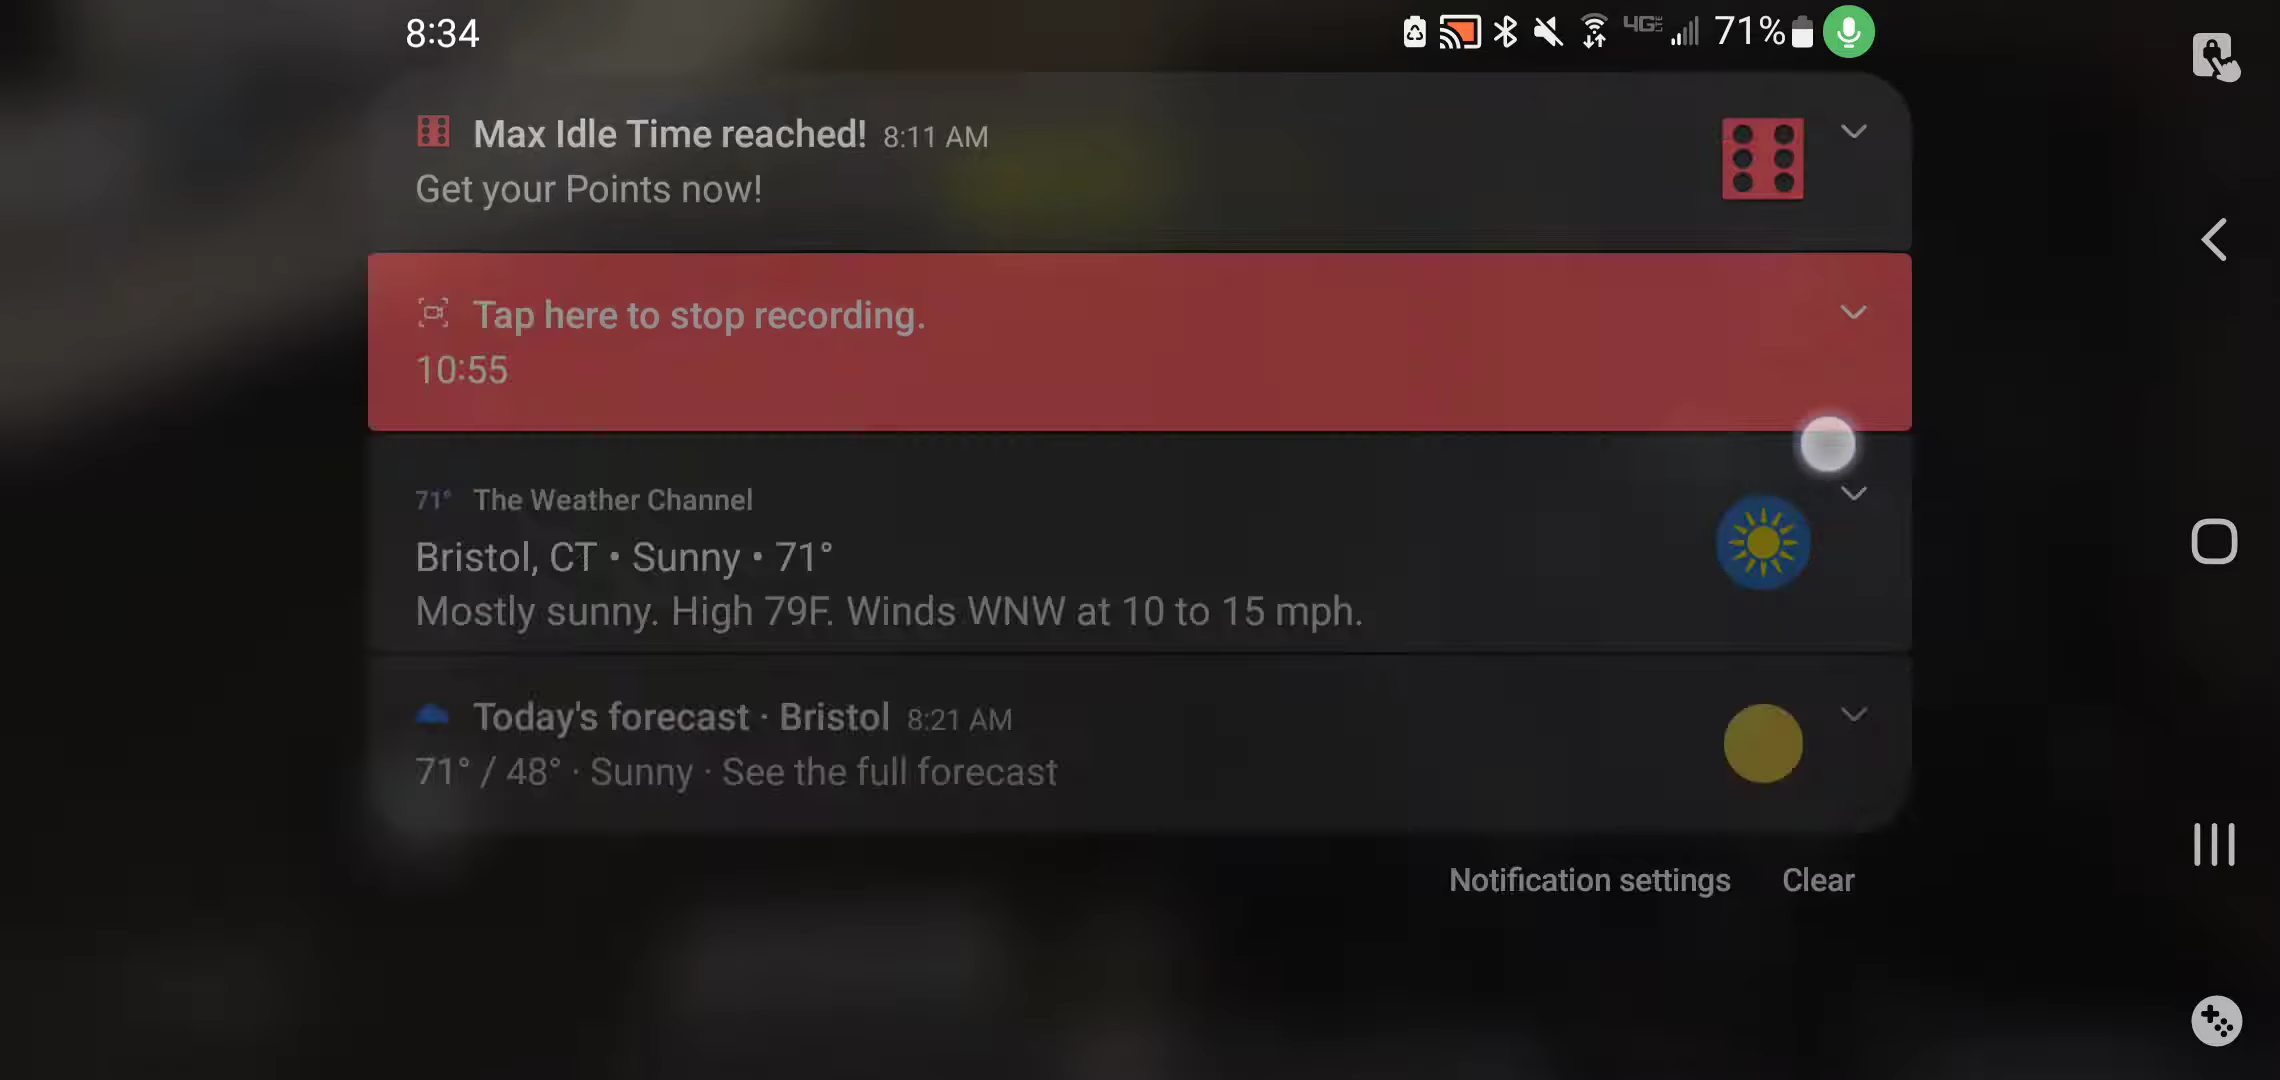 8:34
4G LTE 71%
Max Idle Time reached! 8:11 AM
Get your Points now!
Tap here to stop recording.
10:55
71° The Weather Channel
Bristol, CT • Sunny • 71°
Mostly sunny. High 79F. Winds WNW at 10 to 15 mph.
Today's forecast · Bristol 8:21 AM
71° / 48° · Sunny · See the full forecast
Notification settings Clear